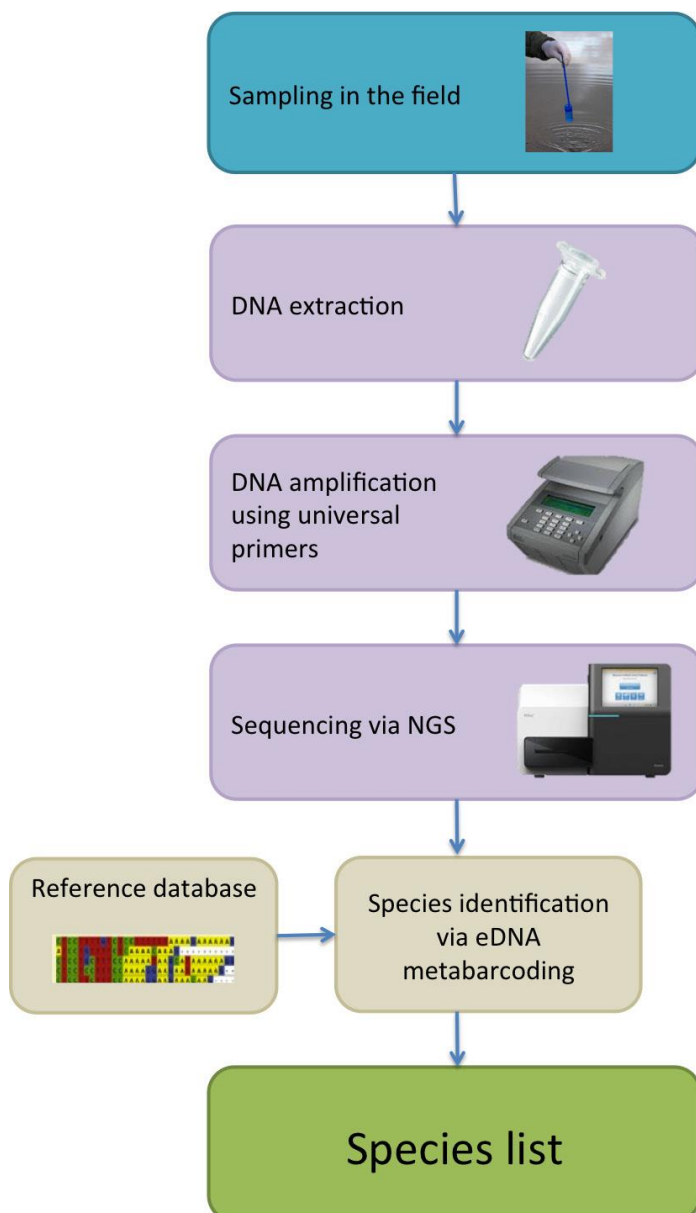 Sampling in the field
DNA extraction
DNA amplification
using universal
primers
Sequencing via NGS
Reference database
Species identification
via eDNA
metabarcoding
Species list